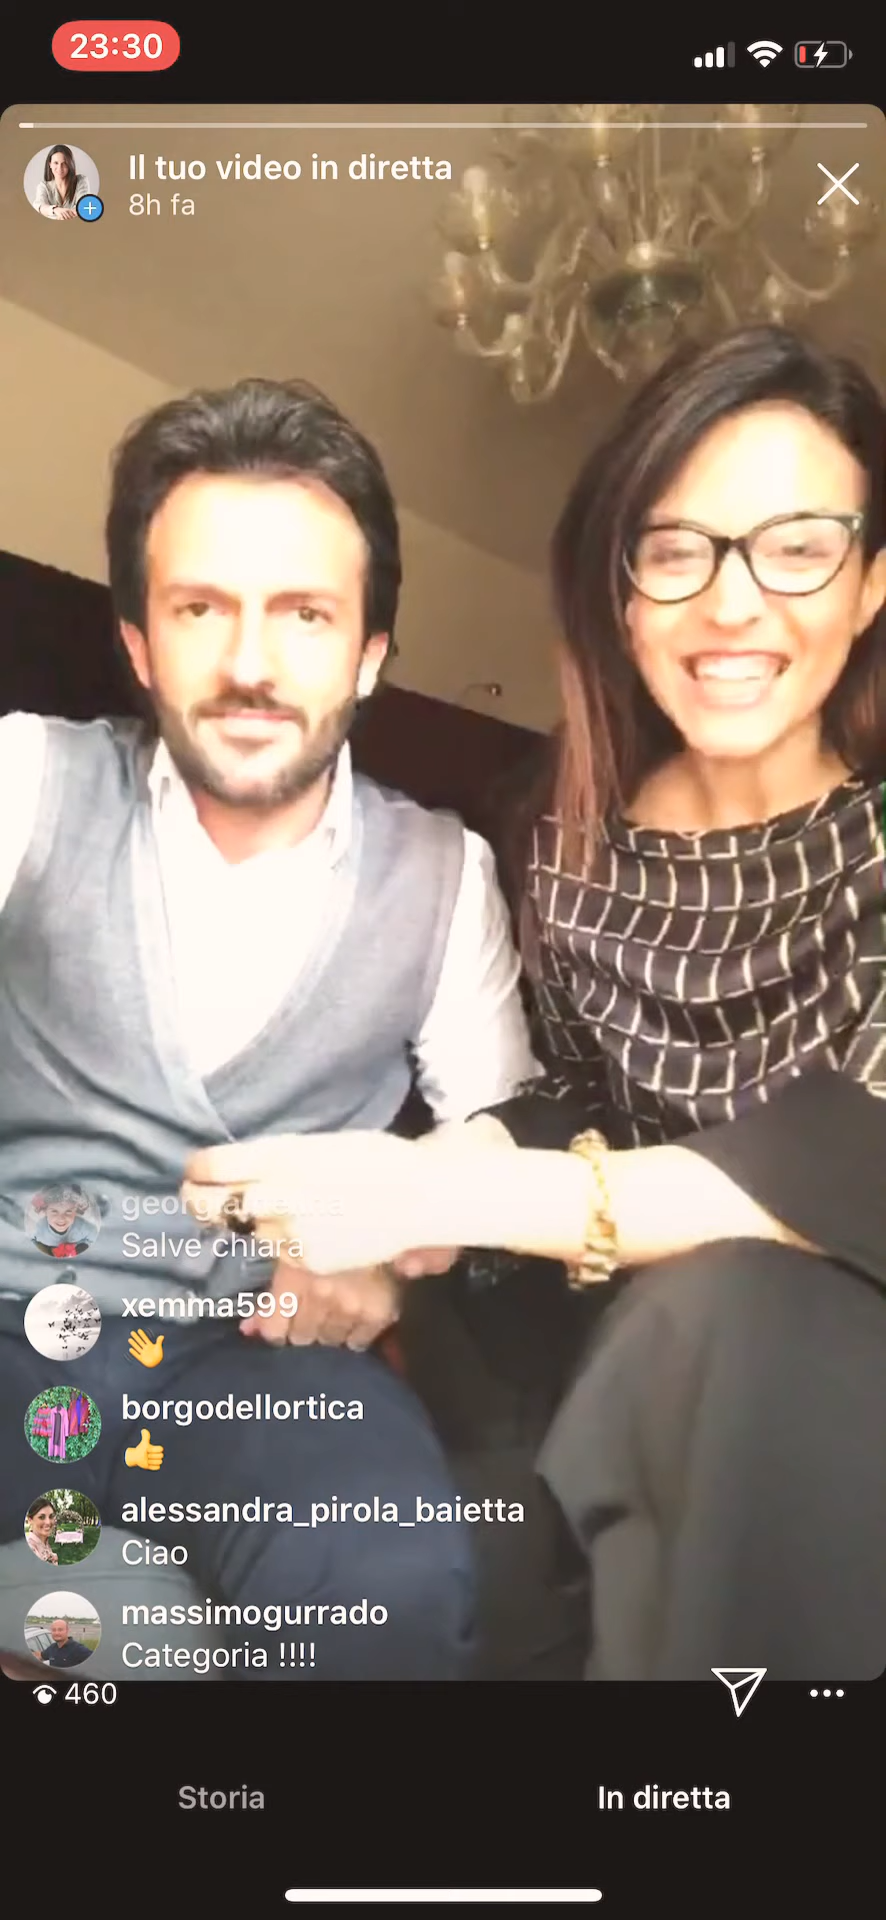 23:30
Il tuo video in diretta
8h fa
Salve chiara
xemma599
👋
borgodellortica
👍
alessandra_pirola_baietta
Ciao
massimogurrado
Categoria !!!!
460
Storia
In diretta